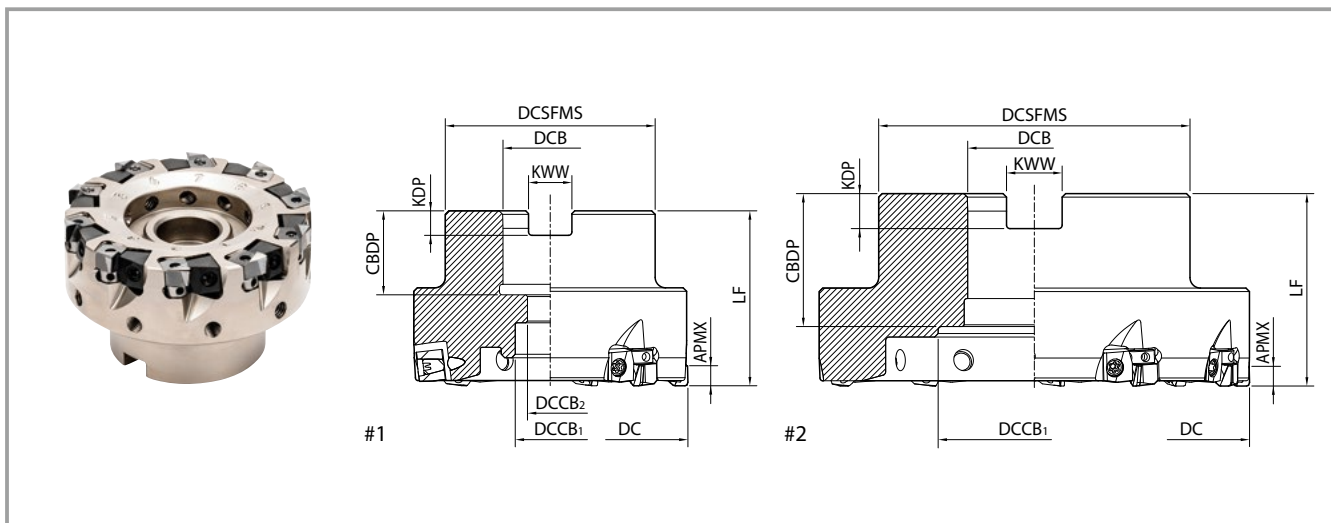 DCSFMS
DCB
KWW
KDP
CBDP
LF
APMX
DCCB2
DCCB1
DC
#1
DCSFMS
DCB
KWW
KDP
CBDP
LF
APMX
DCCB1
DC
#2